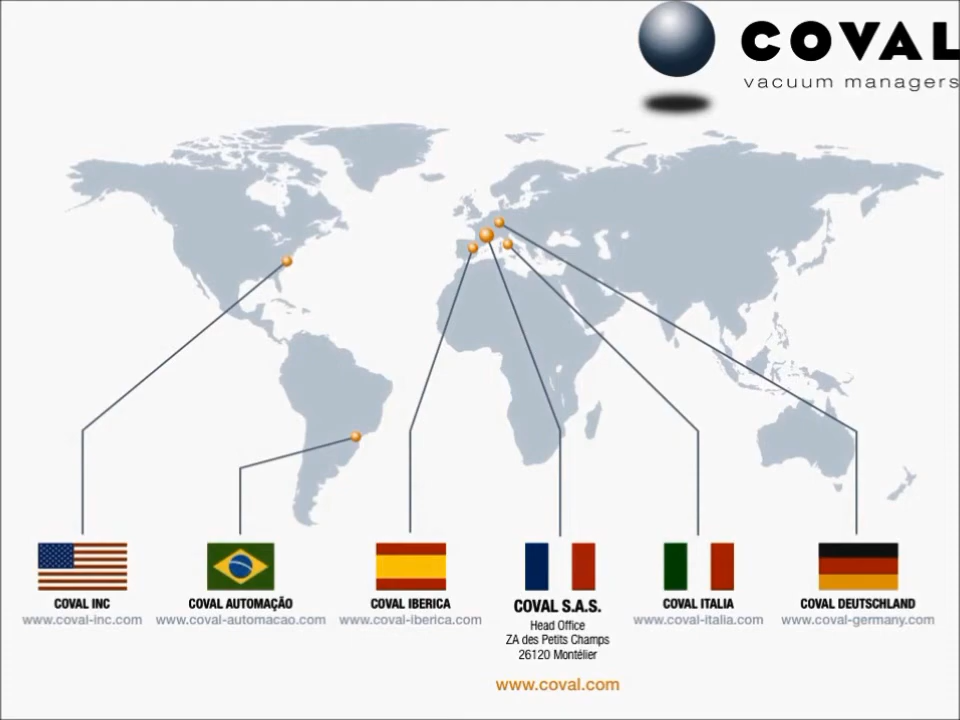 COVAL
vacuum managers
COVAL INC
www.coval-inc.com
COVAL AUTOMAÇÃO
www.coval-automacao.com
COVAL IBERICA
www.coval-iberica.com
COVAL S.A.S.
Head Office
ZA des Petits Champs
26120 Montélier
COVAL ITALIA
www.coval-italia.com
COVAL DEUTSCHLAND
www.coval-germany.com
www.coval.com